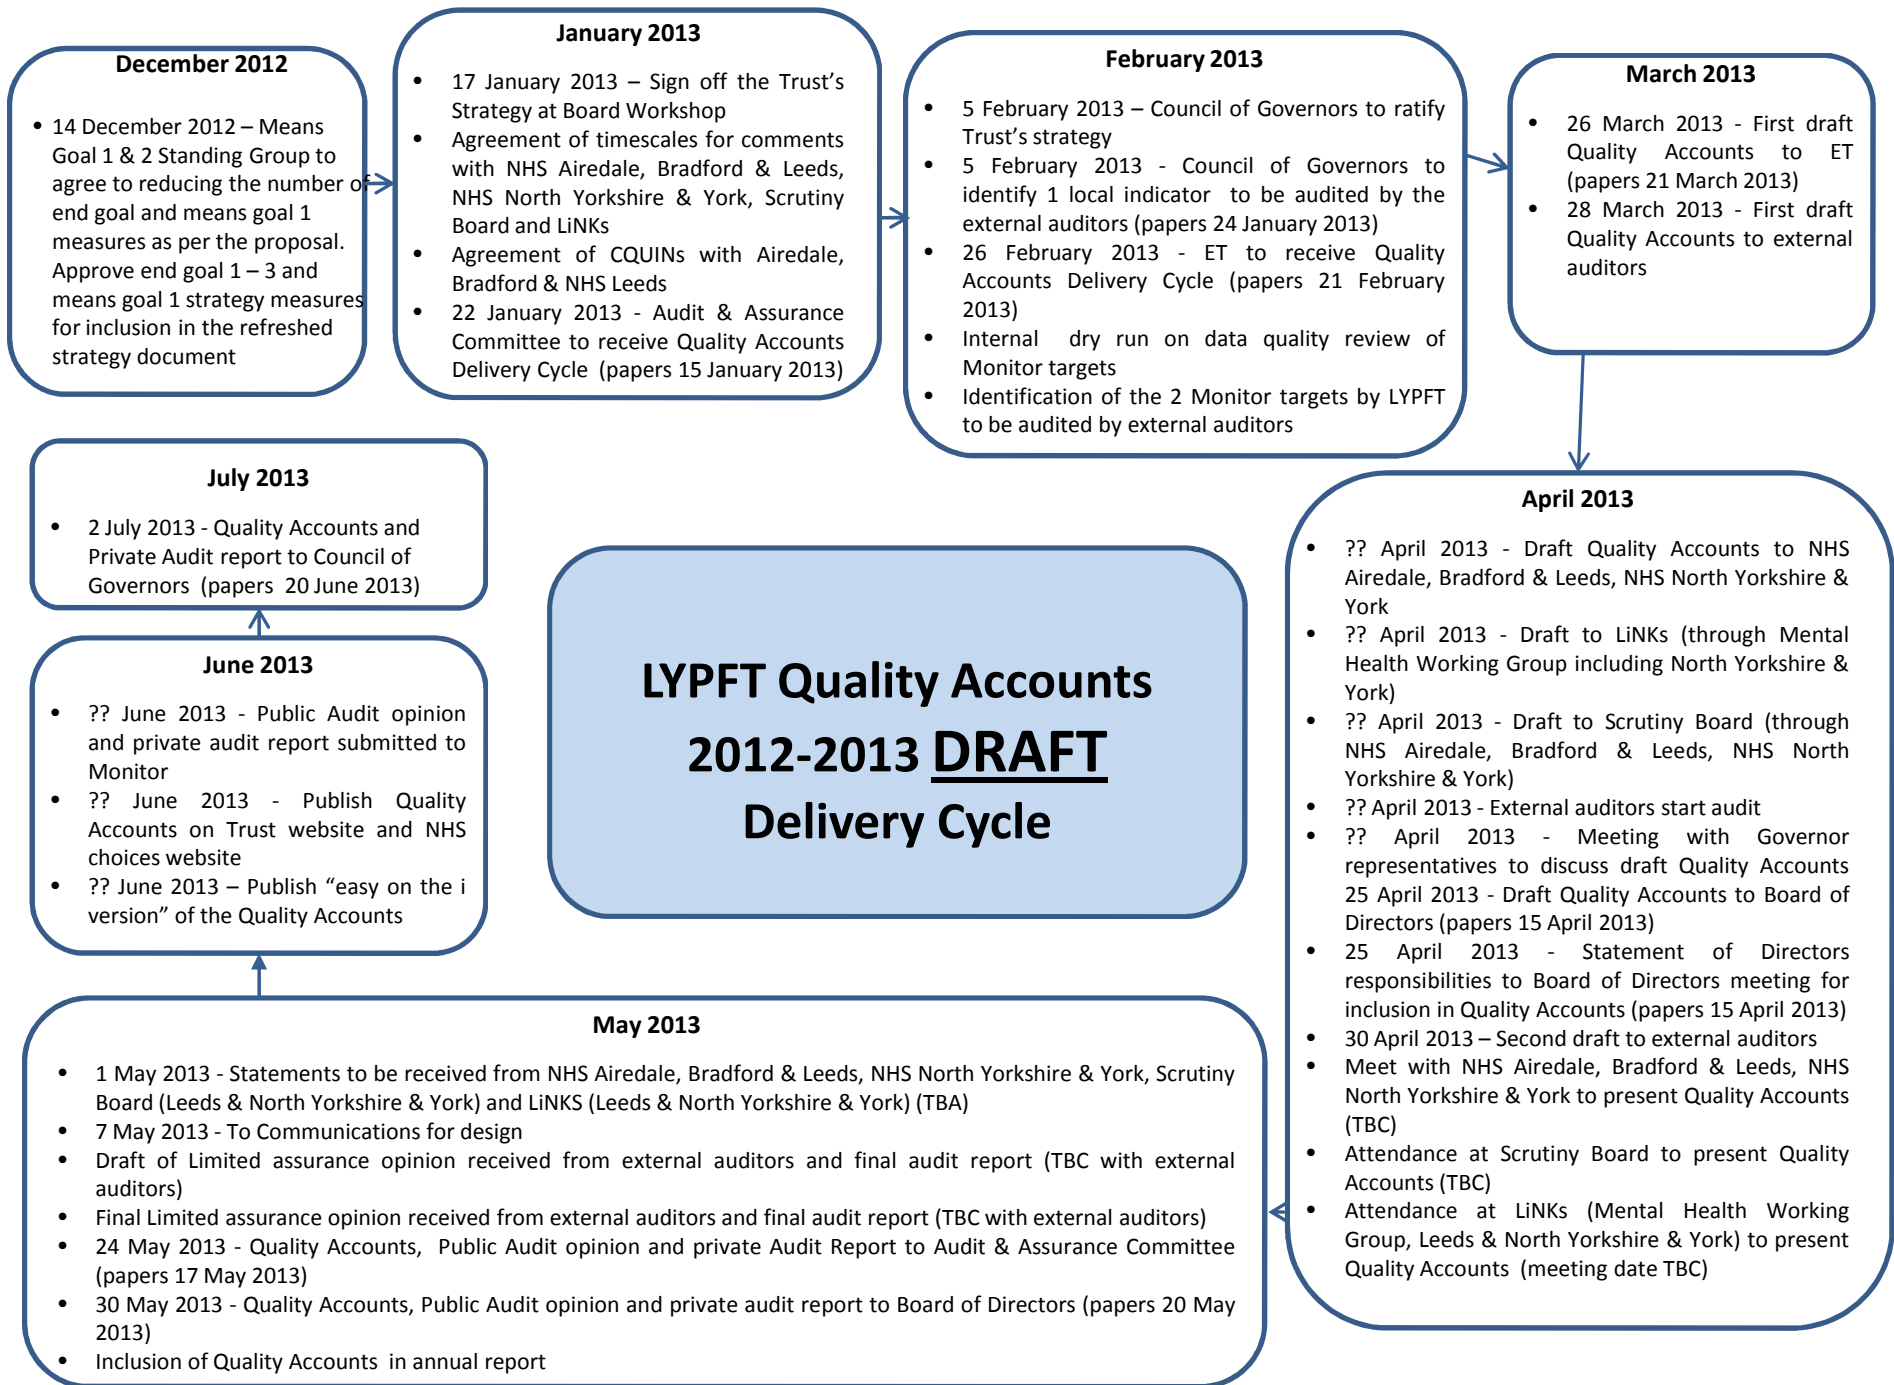 December 2012
• 14 December 2012 – Means
Goal 1 & 2 Standing Group to
agree to reducing the number of
end goal and means goal 1
measures as per the proposal.
Approve end goal 1 – 3 and
means goal 1 strategy measures
for inclusion in the refreshed
strategy document
January 2013
• 17 January 2013 – Sign off the Trust’s
Strategy at Board Workshop
• Agreement of timescales for comments
with NHS Airedale, Bradford & Leeds,
NHS North Yorkshire & York, Scrutiny
Board and LiNKs
• Agreement of CQUINs with Airedale,
Bradford & NHS Leeds
• 22 January 2013 - Audit & Assurance
Committee to receive Quality Accounts
Delivery Cycle (papers 15 January 2013)
February 2013
• 5 February 2013 – Council of Governors to ratify
Trust’s strategy
• 5 February 2013 - Council of Governors to
identify 1 local indicator to be audited by the
external auditors (papers 24 January 2013)
• 26 February 2013 - ET to receive Quality
Accounts Delivery Cycle (papers 21 February
2013)
• Internal dry run on data quality review of
Monitor targets
• Identification of the 2 Monitor targets by LYPFT
to be audited by external auditors
March 2013
• 26 March 2013 - First draft
Quality Accounts to ET
(papers 21 March 2013)
• 28 March 2013 - First draft
Quality Accounts to external
auditors
April 2013
• ?? April 2013 - Draft Quality Accounts to NHS
Airedale, Bradford & Leeds, NHS North Yorkshire &
York
• ?? April 2013 - Draft to LiNKs (through Mental
Health Working Group including North Yorkshire &
York)
• ?? April 2013 - Draft to Scrutiny Board (through
NHS Airedale, Bradford & Leeds, NHS North
Yorkshire & York)
• ?? April 2013 - External auditors start audit
• ?? April 2013 - Meeting with Governor
representatives to discuss draft Quality Accounts
25 April 2013 - Draft Quality Accounts to Board of
Directors (papers 15 April 2013)
• 25 April 2013 - Statement of Directors
responsibilities to Board of Directors meeting for
inclusion in Quality Accounts (papers 15 April 2013)
• 30 April 2013 – Second draft to external auditors
• Meet with NHS Airedale, Bradford & Leeds, NHS
North Yorkshire & York to present Quality Accounts
(TBC)
• Attendance at Scrutiny Board to present Quality
Accounts (TBC)
• Attendance at LiNKs (Mental Health Working
Group, Leeds & North Yorkshire & York) to present
Quality Accounts (meeting date TBC)
May 2013
• 1 May 2013 - Statements to be received from NHS Airedale, Bradford & Leeds, NHS North Yorkshire & York, Scrutiny
Board (Leeds & North Yorkshire & York) and LiNKS (Leeds & North Yorkshire & York) (TBA)
• 7 May 2013 - To Communications for design
• Draft of Limited assurance opinion received from external auditors and final audit report (TBC with external
auditors)
• Final Limited assurance opinion received from external auditors and final audit report (TBC with external auditors)
• 24 May 2013 - Quality Accounts, Public Audit opinion and private Audit Report to Audit & Assurance Committee
(papers 17 May 2013)
• 30 May 2013 - Quality Accounts, Public Audit opinion and private audit report to Board of Directors (papers 20 May
2013)
• Inclusion of Quality Accounts in annual report
June 2013
• ?? June 2013 - Public Audit opinion
and private audit report submitted to
Monitor
• ?? June 2013 - Publish Quality
Accounts on Trust website and NHS
choices website
• ?? June 2013 – Publish “easy on the i
version” of the Quality Accounts
July 2013
• 2 July 2013 - Quality Accounts and
Private Audit report to Council of
Governors (papers 20 June 2013)
LYPFT Quality Accounts
2012-2013 DRAFT
Delivery Cycle